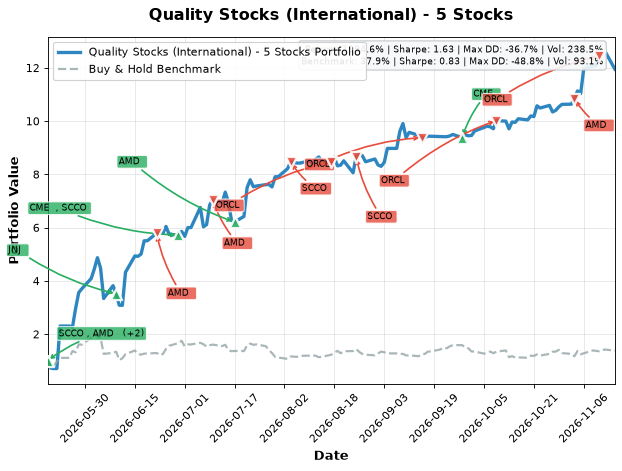 Quality Stocks (International) - 5 Stocks
Quality Stocks (International) - 5 Stocks Portfolio
Buy & Hold Benchmark
.6% | Sharpe: 1.63 | Max DD: -36.7% | Vol: 238.5%
37.9% | Sharpe: 0.83 | Max DD: -48.8% | Vol: 93.1%
Portfolio Value
12
10
8
6
4
2
CME
ORCL
AMD
AMD
ORCL
SCCO
ORCL
CME , SCCO
ORCL
SCCO
AMD
JNJ
AMD
SCCO , AMD (+2)
2026-05-30
2026-06-15
2026-07-01
2026-07-17
2026-08-02
2026-08-18
2026-09-03
2026-09-19
2026-10-05
2026-10-21
2026-11-06
Date